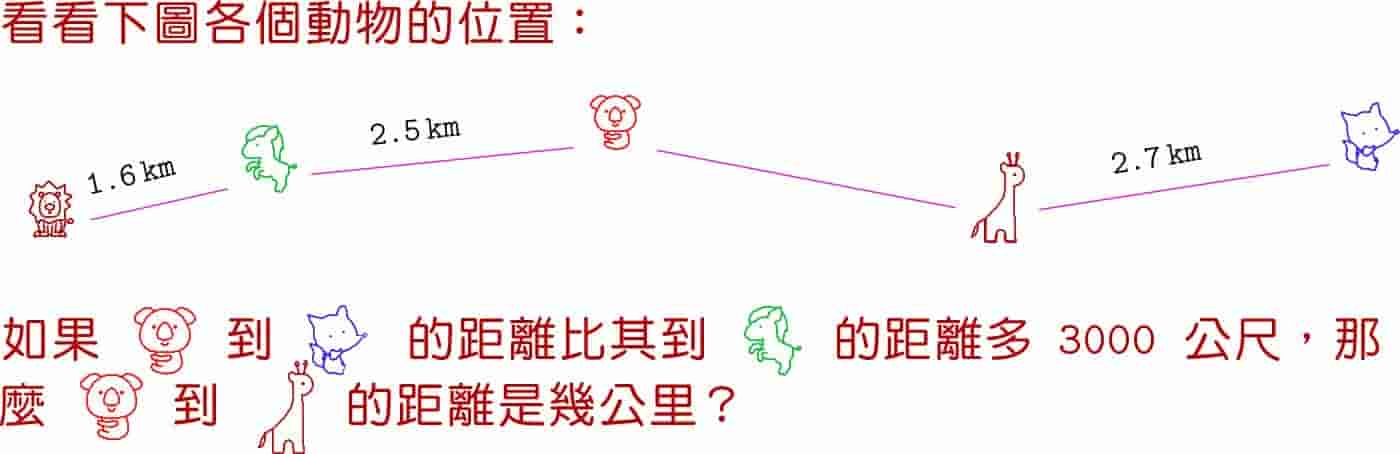 看看下圖各個動物的位置：
1.6 km
2.5 km
2.7 km
如果 到 的距離比其到 的距離多 3000 公尺，那
麼 到 的距離是幾公里？